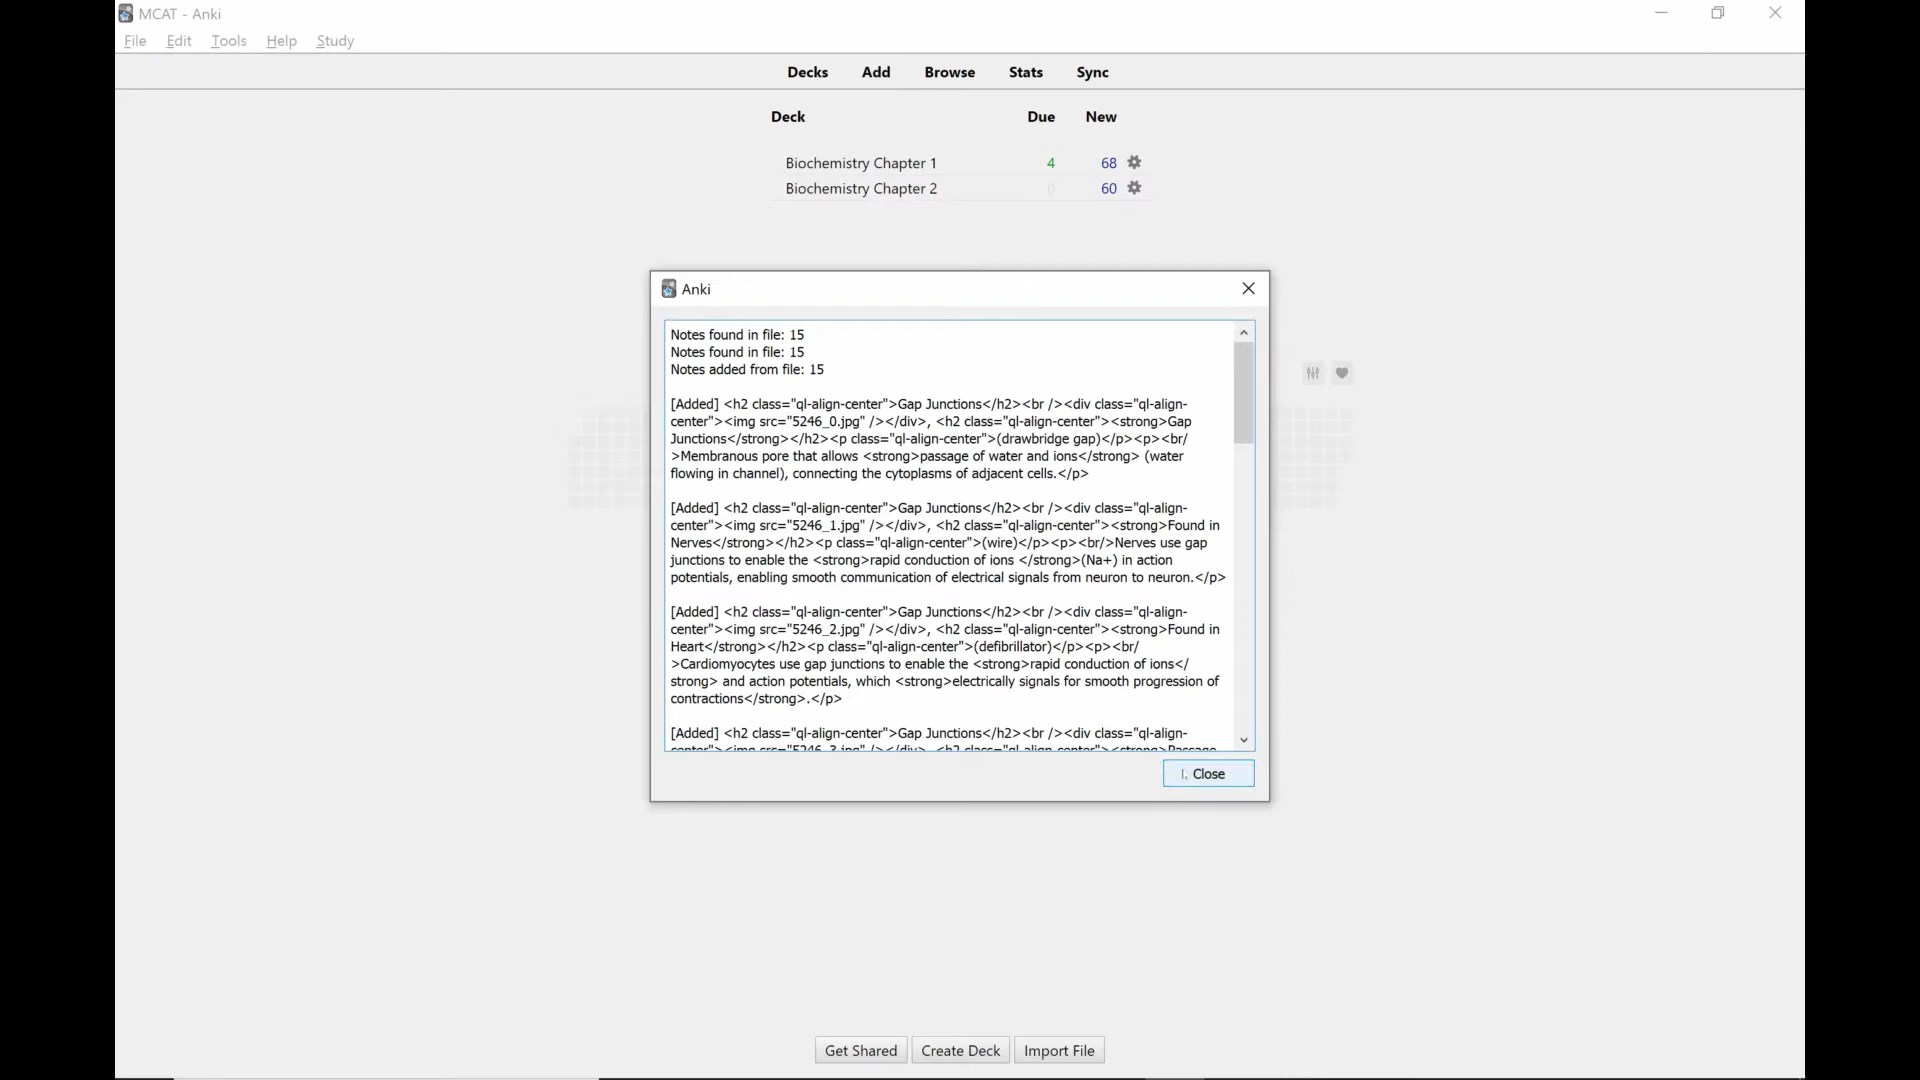 MCAT - Anki
File Edit Tools Help Study
Decks Add Browse Stats Sync
Deck Due New
Biochemistry Chapter 1 4 68
Biochemistry Chapter 2 0 60
Anki
Notes found in file: 15
Notes found in file: 15
Notes added from file: 15
[Added] <h2 class="ql-align-center">Gap Junctions</h2><br /><div class="ql-align-
center"><img src="5246_0.jpg" /></div>, <h2 class="ql-align-center"><strong>Gap
Junctions</strong></h2><p class="ql-align-center">(drawbridge gap)</p><p><br/
>Membranous pore that allows <strong>passage of water and ions</strong> (water
flowing in channel), connecting the cytoplasms of adjacent cells.</p>
[Added] <h2 class="ql-align-center">Gap Junctions</h2><br /><div class="ql-align-
center"><img src="5246_1.jpg" /></div>, <h2 class="ql-align-center"><strong>Found in
Nerves</strong></h2><p class="ql-align-center">(wire)</p><p><br/>Nerves use gap
junctions to enable the <strong>rapid conduction of ions </strong>(Na+) in action
potentials, enabling smooth communication of electrical signals from neuron to neuron.</p>
[Added] <h2 class="ql-align-center">Gap Junctions</h2><br /><div class="ql-align-
center"><img src="5246_2.jpg" /></div>, <h2 class="ql-align-center"><strong>Found in
Heart</strong></h2><p class="ql-align-center">(defibrillator)</p><p><br/
>Cardiomyocytes use gap junctions to enable the <strong>rapid conduction of ions</
strong> and action potentials, which <strong>electrically signals for smooth progression of
contractions</strong>.</p>
[Added] <h2 class="ql-align-center">Gap Junctions</h2><br /><div class="ql-align-
center"><img src="5246_3.jpg" /></div>, <h2 class="ql-align-center"><strong>Passage
Close
Get Shared Create Deck Import File